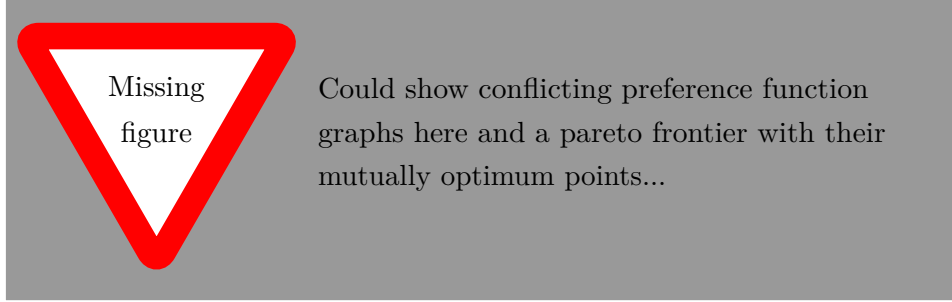 Missing
figure
Could show conflicting preference function
graphs here and a pareto frontier with their
mutually optimum points...